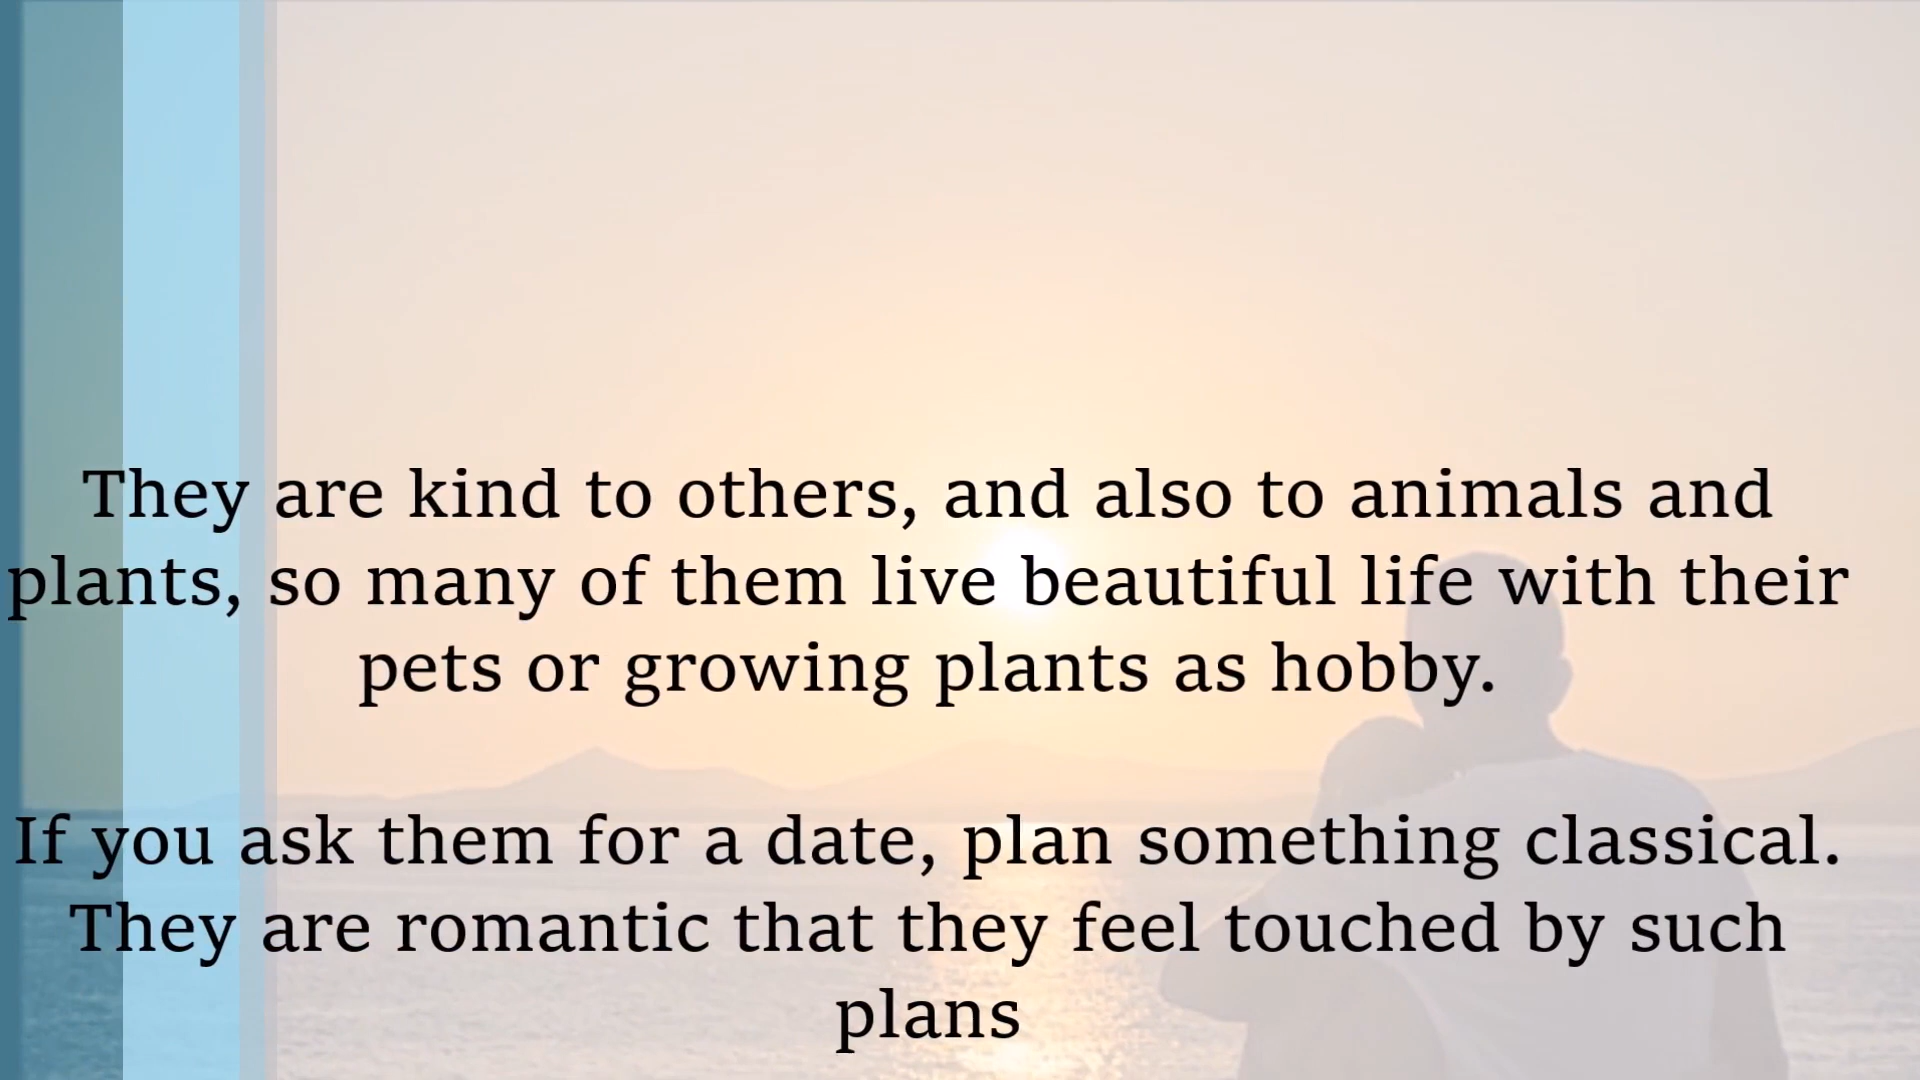 They are kind to others, and also to animals and
plants, so many of them live beautiful life with their
pets or growing plants as hobby.
If you ask them for a date, plan something classical.
They are romantic that they feel touched by such
plans